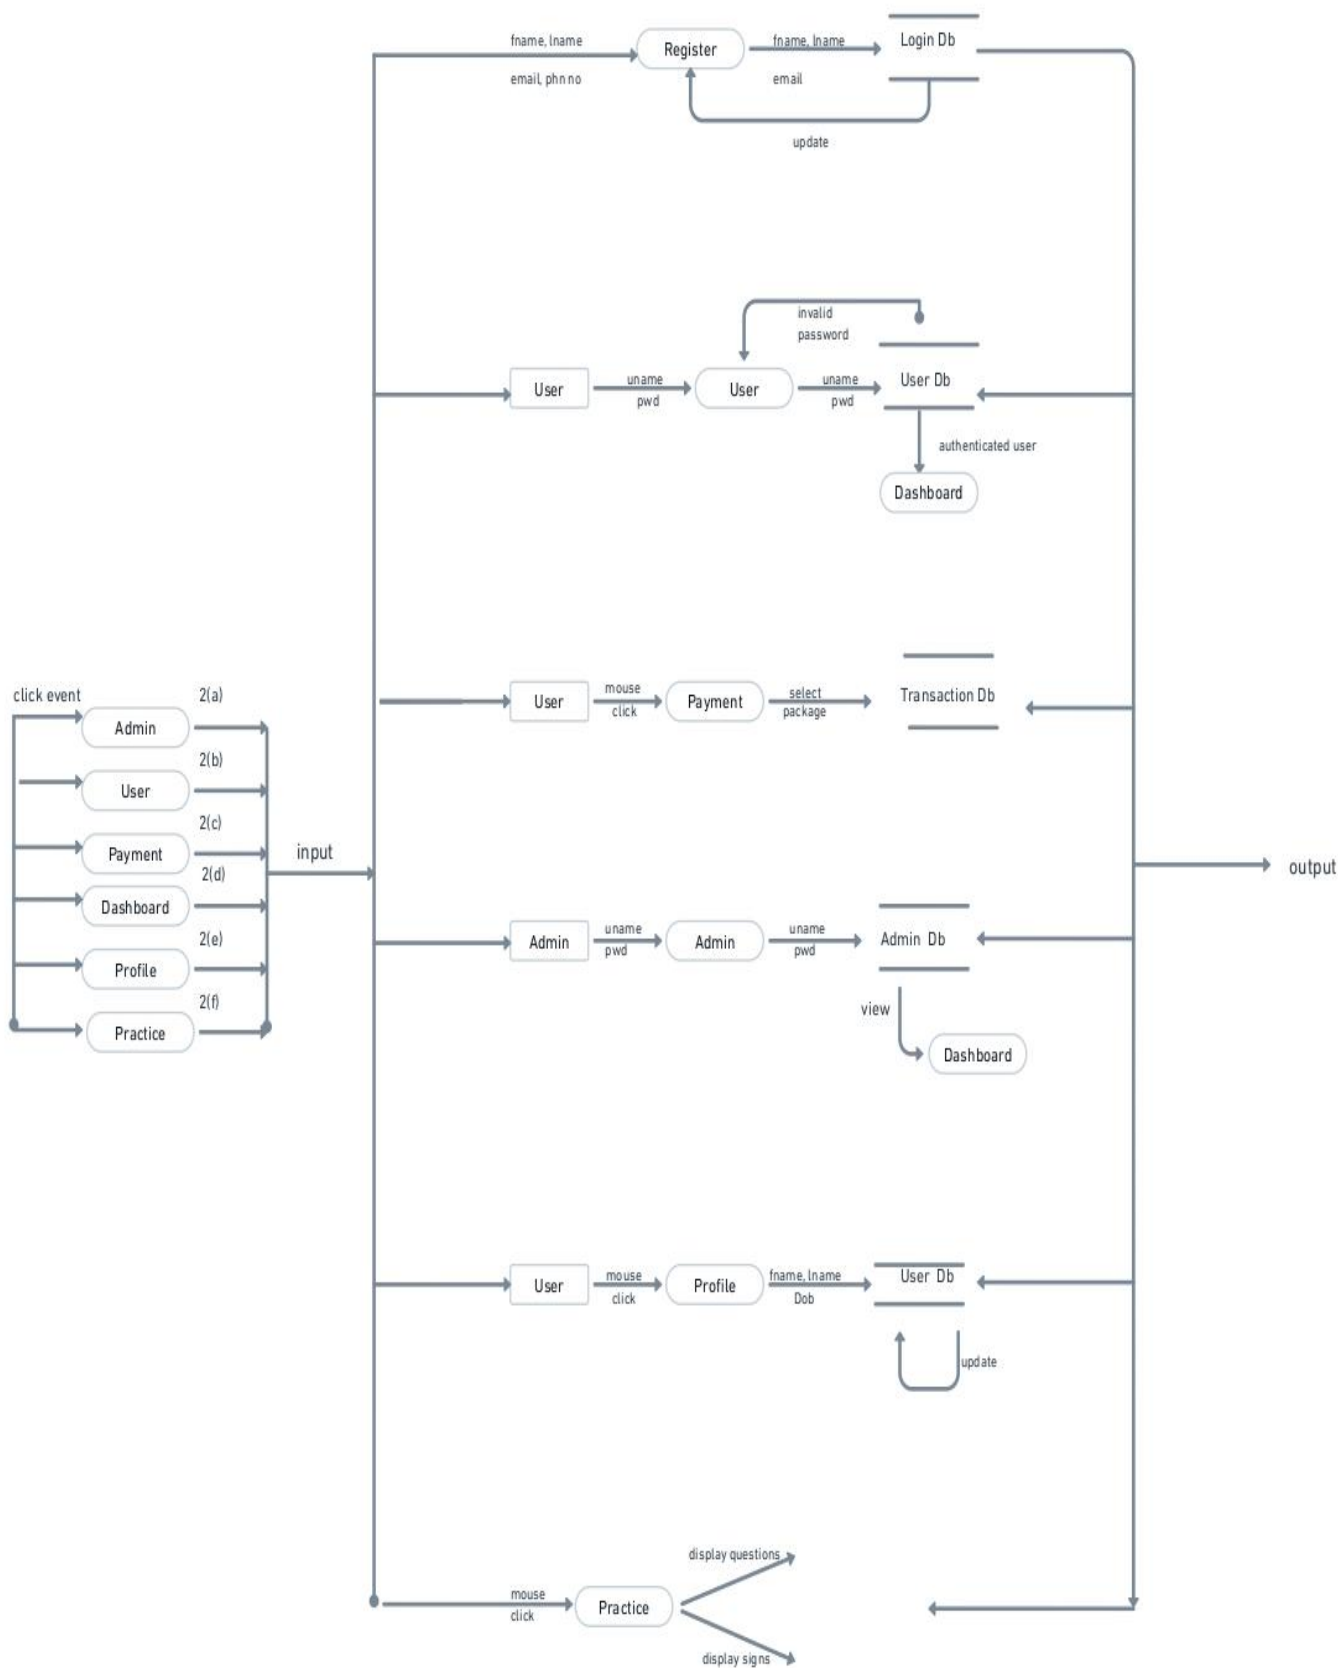 fname, lname
email, phn no
Register
fname, lname
email
Login Db
update
invalid
password
User
uname
pwd
User
uname
pwd
User Db
authenticated user
Dashboard
click event
2(a)
Admin
2(b)
User
2(c)
Payment
2(d)
Dashboard
2(e)
Profile
2(f)
Practice
input
User
mouse
click
Payment
select
package
Transaction Db
output
Admin
uname
pwd
Admin
uname
pwd
Admin Db
view
Dashboard
User
mouse
click
Profile
fname, lname
Dob
User Db
update
mouse
click
Practice
display questions
display signs